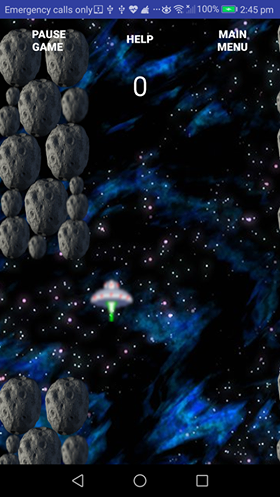 Emergency calls only 100% 2:45 pm
PAUSE GAME HELP MAIN MENU
0